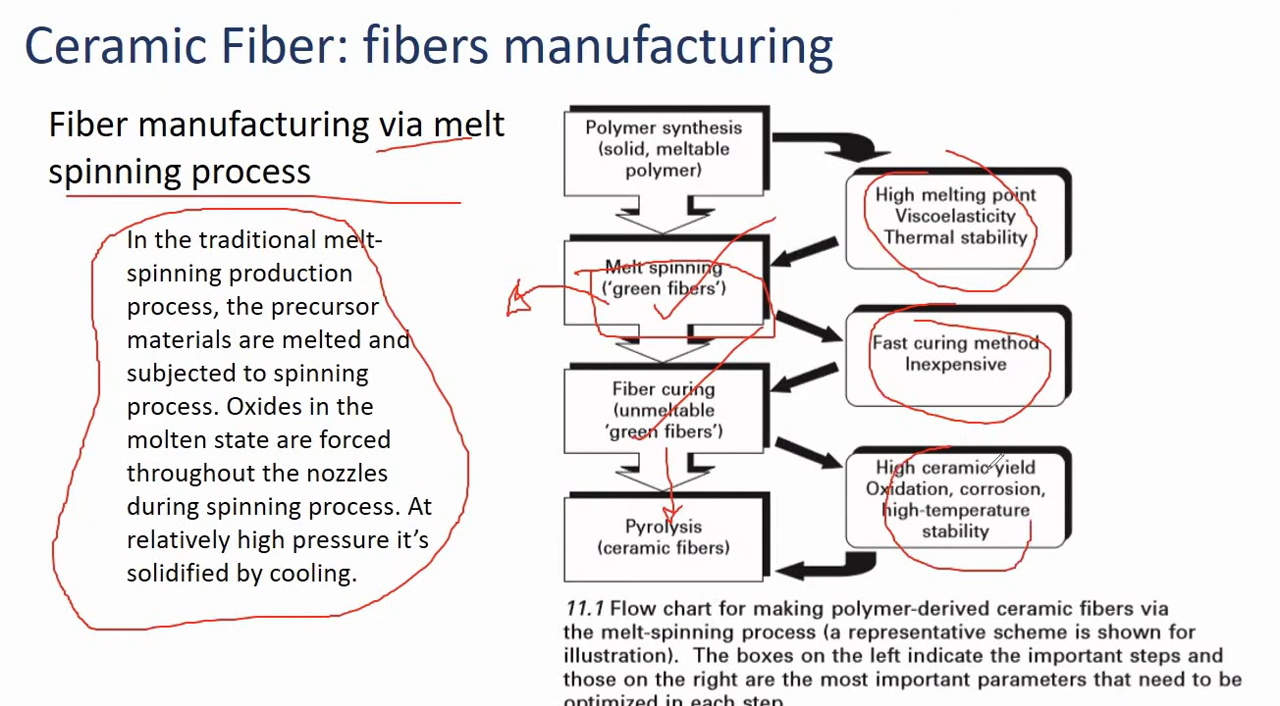 Ceramic Fiber: fibers manufacturing
Fiber manufacturing via melt
spinning process
In the traditional melt-
spinning production
process, the precursor
materials are melted and
subjected to spinning
process. Oxides in the
molten state are forced
throughout the nozzles
during spinning process. At
relatively high pressure it’s
solidified by cooling.
Polymer synthesis
(solid, meltable
polymer)
High melting point
Viscoelasticity
Thermal stability
Melt spinning
(‘green fibers’)
Fast curing method
Inexpensive
Fiber curing
(unmeltable
‘green fibers’)
High ceramic yield
Oxidation, corrosion,
high-temperature
stability
Pyrolysis
(ceramic fibers)
11.1 Flow chart for making polymer-derived ceramic fibers via
the melt-spinning process (a representative scheme is shown for
illustration). The boxes on the left indicate the important steps and
those on the right are the most important parameters that need to be
optimized in each step